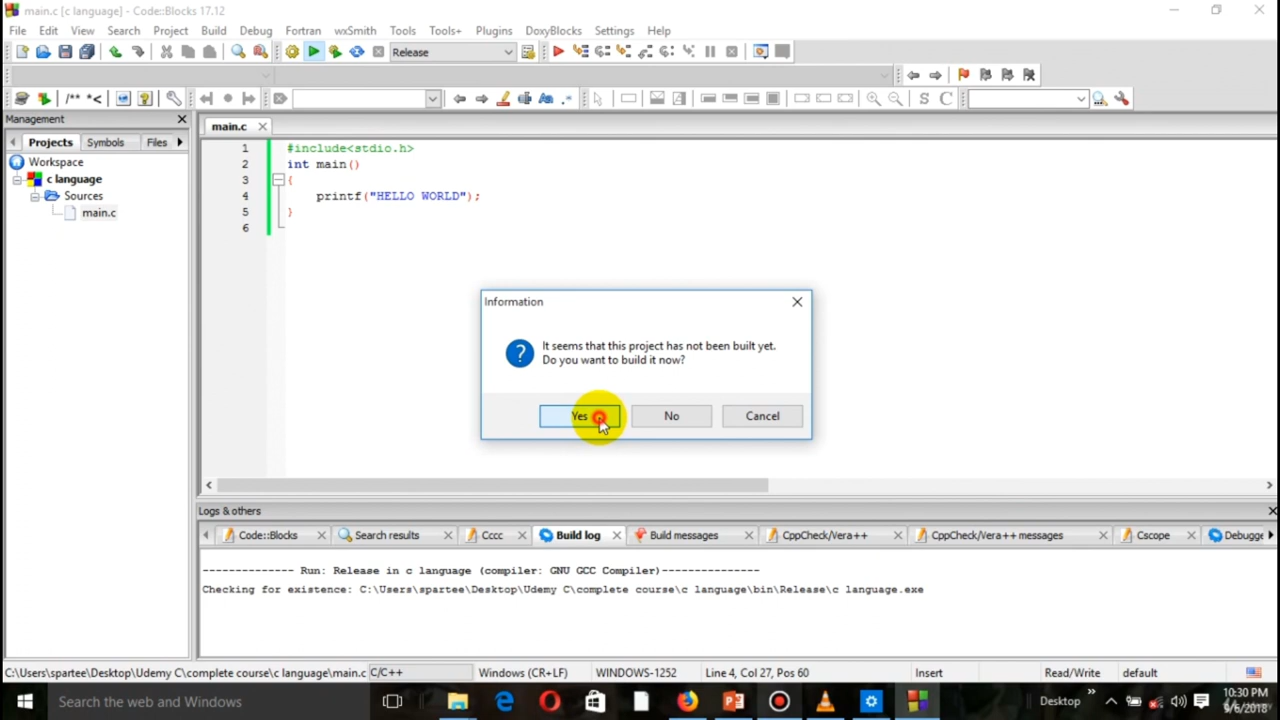 main.c [c language] - Code::Blocks 17.12
File Edit View Search Project Build Debug Fortran wxSmith Tools Tools+ Plugins DoxyBlocks Settings Help
Release
/** *<
S C
Management
Projects Symbols Files
main.c
Workspace
c language
Sources
main.c
1 #include<stdio.h>
2 int main()
3 {
4 printf("HELLO WORLD");
5 }
6
Information
It seems that this project has not been built yet.
Do you want to build it now?
Yes No Cancel
Logs & others
Code::Blocks Search results Cccc Build log Build messages CppCheck/Vera++ CppCheck/Vera++ messages Cscope Debugge
-------------- Run: Release in c language (compiler: GNU GCC Compiler)---------------
Checking for existence: C:\Users\spartee\Desktop\Udemy C\complete course\c language\bin\Release\c language.exe
C:\Users\spartee\Desktop\Udemy C\complete course\c language\main.c C/C++ Windows (CR+LF) WINDOWS-1252 Line 4, Col 27, Pos 60 Insert Read/Write default
Search the web and Windows
Desktop
10:30 PM
9/6/2018